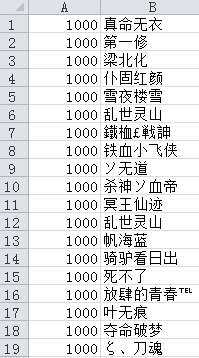 A B
1 1000 真命无衣
2 1000 第一修
3 1000 梁北化
4 1000 仆固红颜
5 1000 雪夜楼雪
6 1000 乱世灵山
7 1000 鐵桖£戦訷
8 1000 铁血小飞侠
9 1000 ソ无道
10 1000 杀神ソ血帝
11 1000 冥王仙迹
12 1000 乱世灵山
13 1000 帆海蓝
14 1000 骑驴看日出
15 1000 死不了
16 1000 放肆的青春℡
17 1000 叶无痕
18 1000 夺命破梦
19 1000 ζ、刀魂